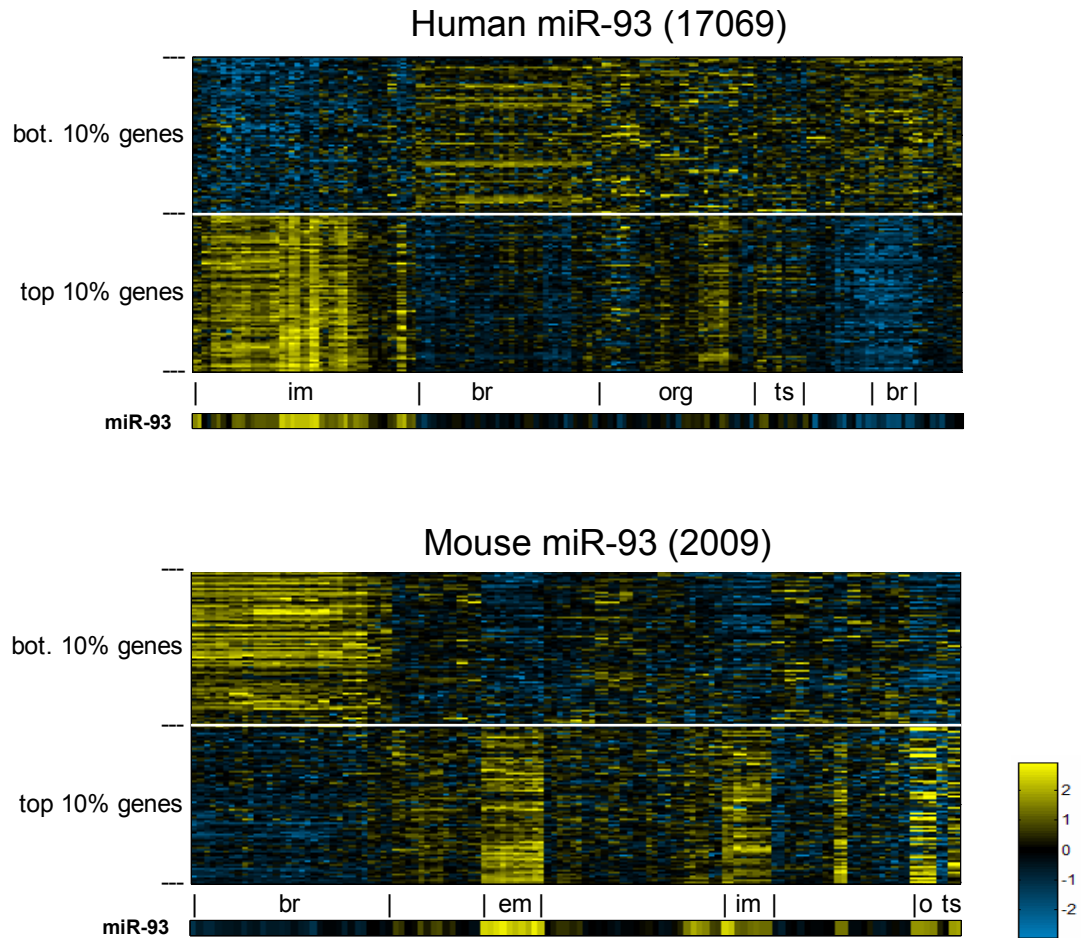 Human miR-93 (17069)
---
bot. 10% genes
---
top 10% genes
---
| im | br | org | ts | | br |
miR-93
Mouse miR-93 (2009)
---
bot. 10% genes
---
top 10% genes
---
| br | | em | | im | | o ts
miR-93
2
1
0
-1
-2